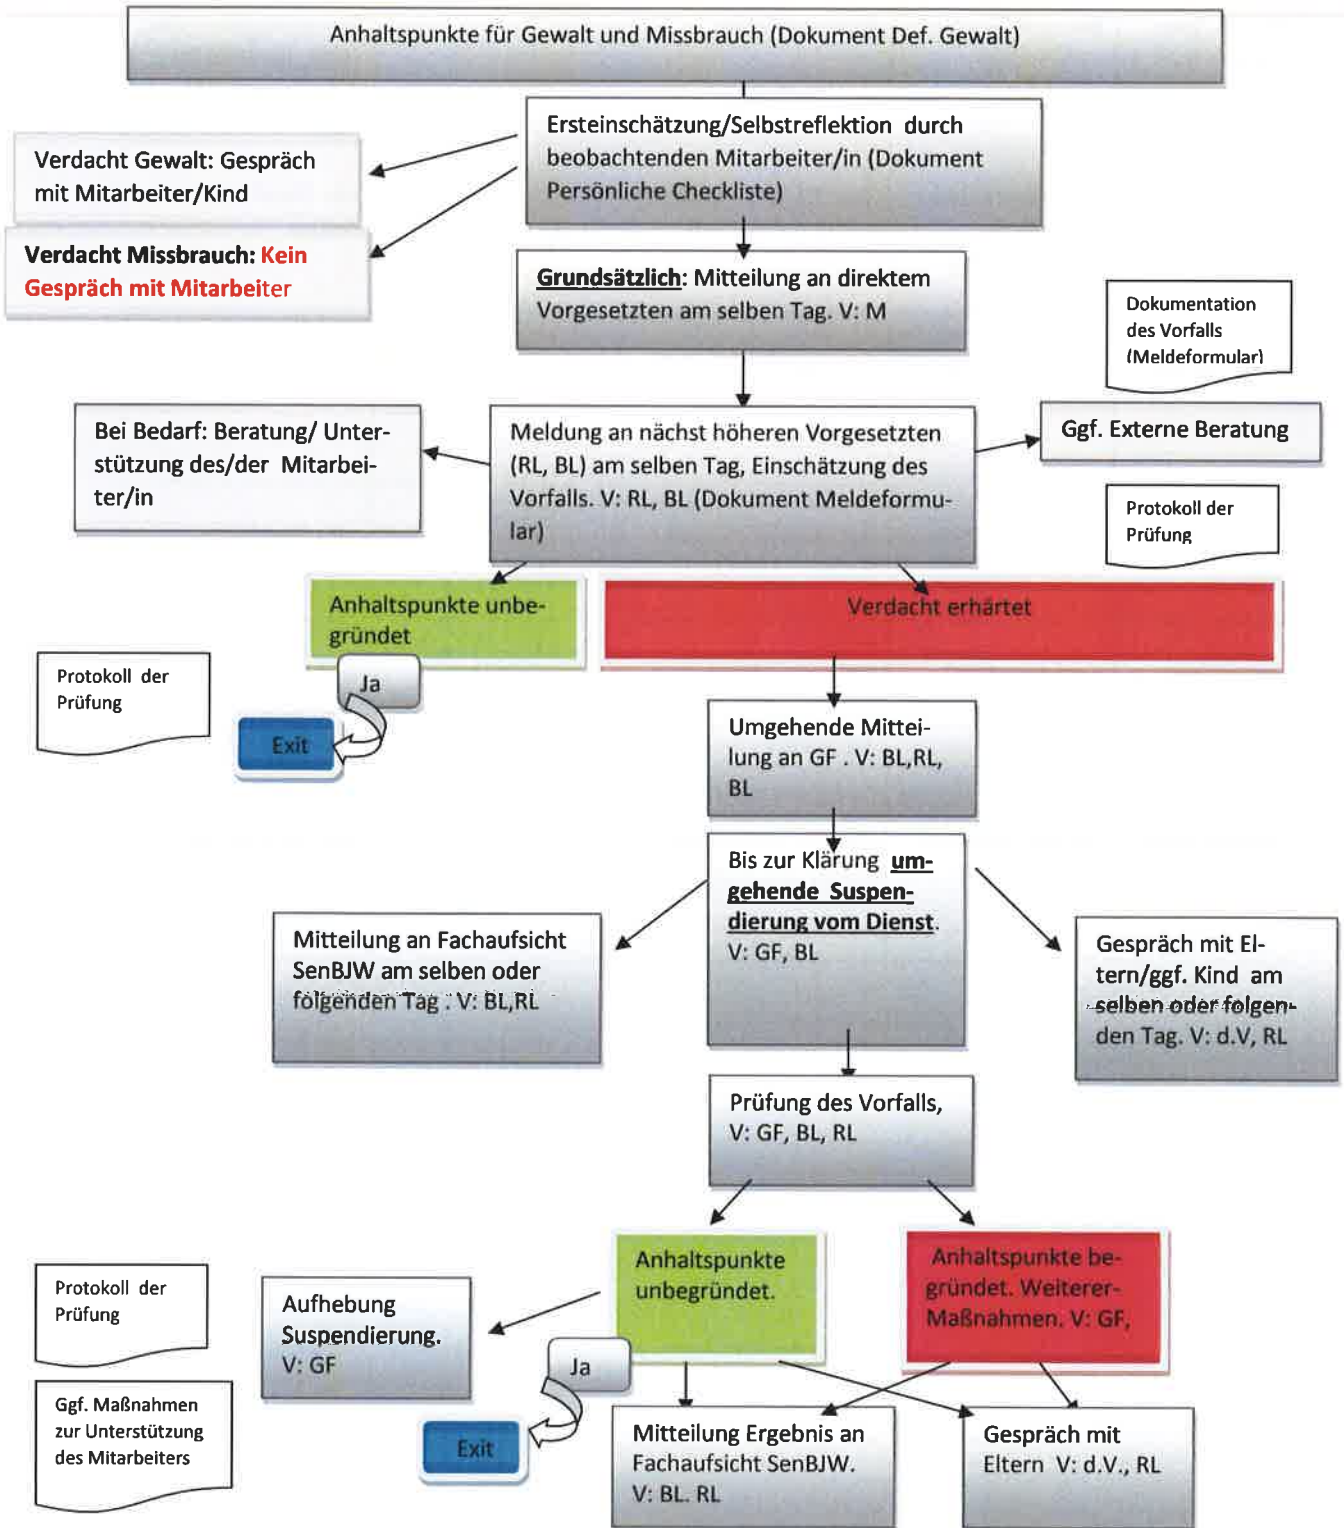 Anhaltspunkte für Gewalt und Missbrauch (Dokument Def. Gewalt)
Ersteinschätzung/Selbstreflektion durch
beobachtenden Mitarbeiter/in (Dokument
Persönliche Checkliste)
Verdacht Gewalt: Gespräch
mit Mitarbeiter/Kind
Verdacht Missbrauch: Kein
Gespräch mit Mitarbeiter
Grundsätzlich: Mitteilung an direktem
Vorgesetzten am selben Tag. V: M
Dokumentation
des Vorfalls
(Meldeformular)
Bei Bedarf: Beratung/ Unter-
stützung des/der Mitarbei-
ter/in
Meldung an nächst höheren Vorgesetzten
(RL, BL) am selben Tag, Einschätzung des
Vorfalls. V: RL, BL (Dokument Meldeformu-
lar)
Ggf. Externe Beratung
Protokoll der
Prüfung
Anhaltspunkte unbe-
gründet
Verdacht erhärtet
Protokoll der
Prüfung
Ja
Exit
Umgehende Mittei-
lung an GF . V: BL,RL,
BL
Bis zur Klärung um-
gehende Suspen-
dierung vom Dienst.
V: GF, BL
Mitteilung an Fachaufsicht
SenBJW am selben oder
folgenden Tag . V: BL,RL
Gespräch mit El-
tern/ggf. Kind am
selben oder folgen-
den Tag. V: d.V, RL
Prüfung des Vorfalls,
V: GF, BL, RL
Anhaltspunkte
unbegründet.
Anhaltspunkte be-
gründet. Weiterer-
Maßnahmen. V: GF,
Protokoll der
Prüfung
Aufhebung
Suspendierung.
V: GF
Ja
Exit
Ggf. Maßnahmen
zur Unterstützung
des Mitarbeiters
Mitteilung Ergebnis an
Fachaufsicht SenBJW.
V: BL. RL
Gespräch mit
Eltern V: d.V., RL